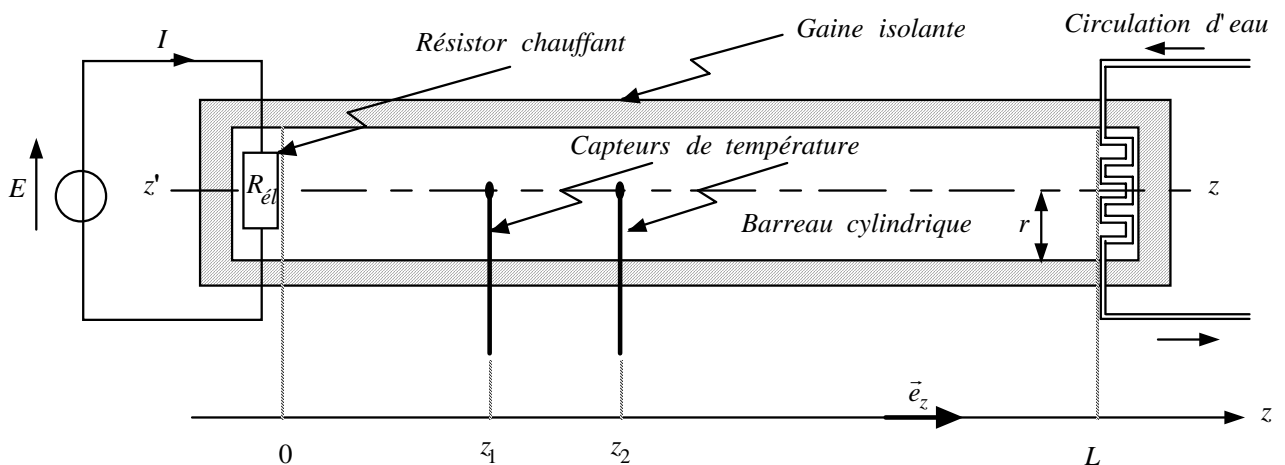 I
Résistor chauffant
Gaine isolante
Circulation d'eau
Capteurs de température
E
z'
R_él
z
Barreau cylindrique
r
e_z
z
0
z_1
z_2
L